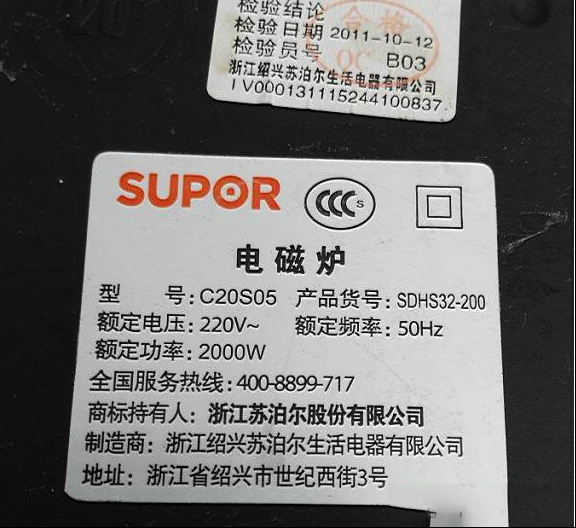 检验结论
合格
检验日期 2011-10-12
QC
检验员号 B03
浙江绍兴苏泊尔生活电器有限公司
IV0001311115244100837
SUPOR CCC S
电磁炉
型 号:C20S05 产品货号:SDHS32-200
额定电压:220V~ 额定频率:50Hz
额定功率:2000W
全国服务热线:400-8899-717
商标持有人:浙江苏泊尔股份有限公司
制造商:浙江绍兴苏泊尔生活电器有限公司
地址:浙江省绍兴市世纪西街3号